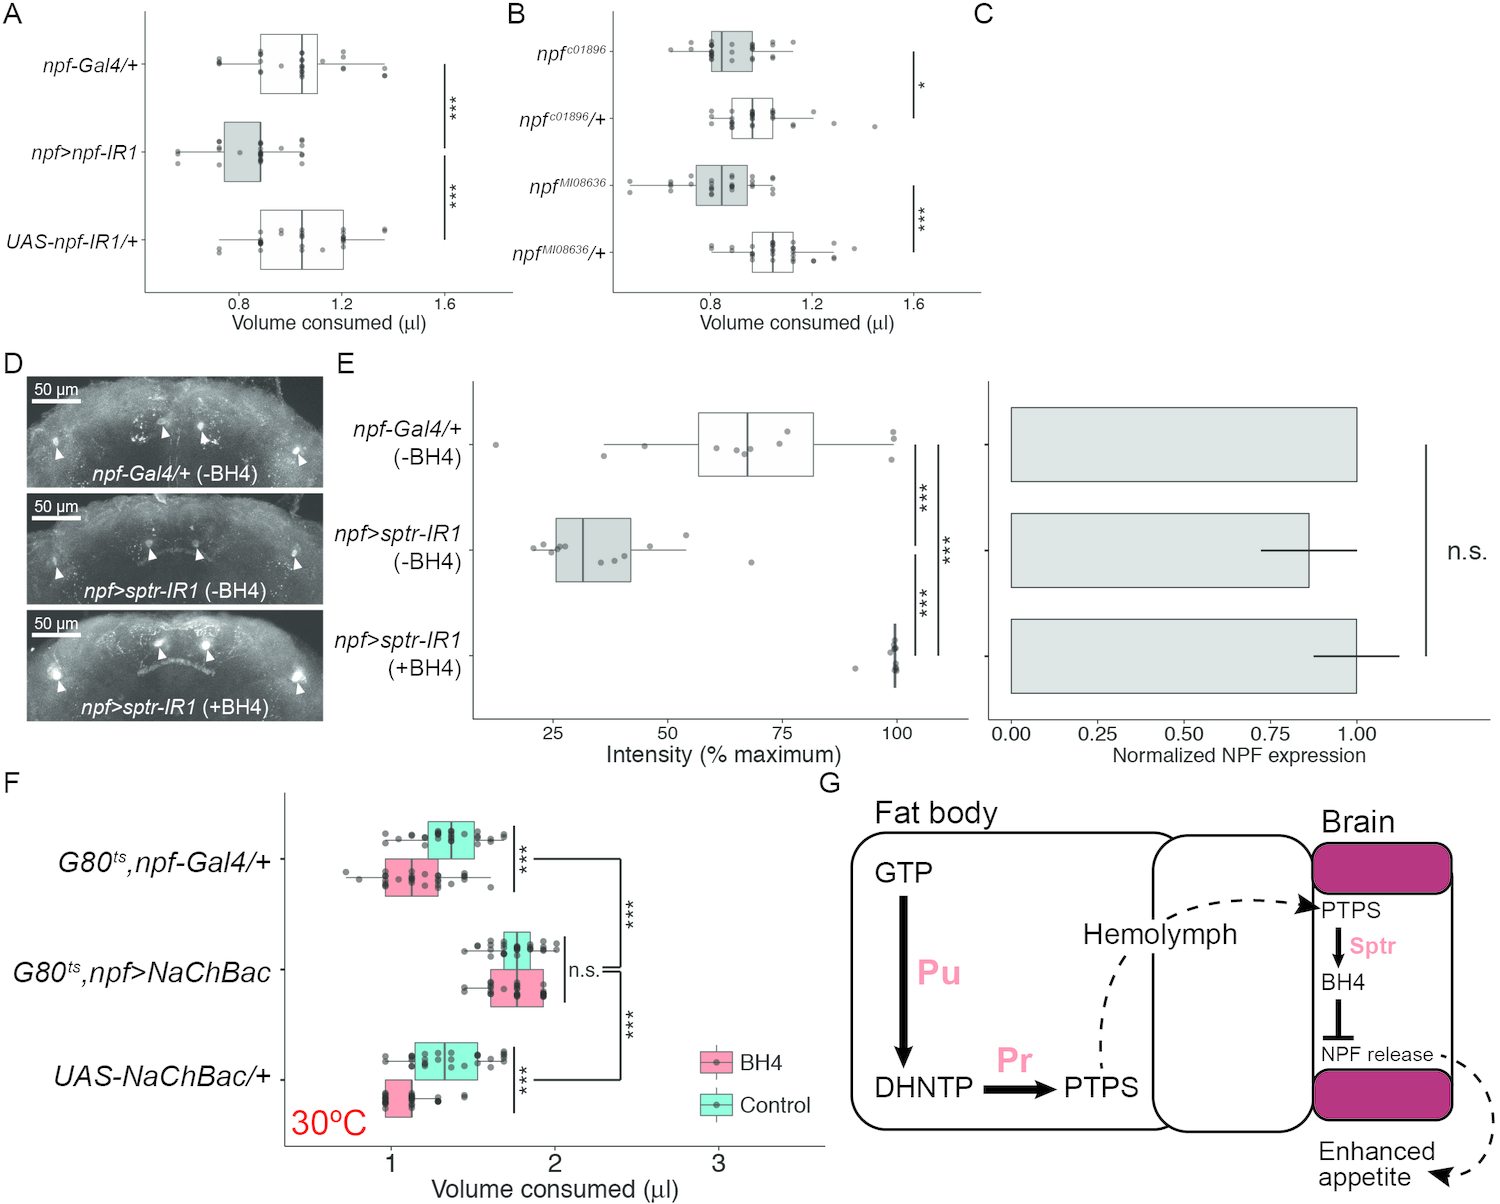 A
npf-Gal4/+
npf>npf-IR1
UAS-npf-IR1/+
***
***
0.8 1.2 1.6
Volume consumed (µl)
B
npf^c01896
npf^c01896/+
npf^MI08636
npf^MI08636/+
*
***
0.8 1.2 1.6
Volume consumed (µl)
C
D
50 µm
npf-Gal4/+ (-BH4)
50 µm
npf>sptr-IR1 (-BH4)
50 µm
npf>sptr-IR1 (+BH4)
E
npf-Gal4/+
(-BH4)
npf>sptr-IR1
(-BH4)
npf>sptr-IR1
(+BH4)
***
***
***
25 50 75 100
Intensity (% maximum)
n.s.
0.00 0.25 0.50 0.75 1.00
Normalized NPF expression
F
G80^ts,npf-Gal4/+
G80^ts,npf>NaChBac
UAS-NaChBac/+
***
n.s.
***
***
***
BH4
Control
30ºC
1 2 3
Volume consumed (µl)
G
Fat body
GTP
Pu
DHNTP
Pr
PTPS
Hemolymph
Brain
PTPS
Sptr
BH4
NPF release
Enhanced
appetite